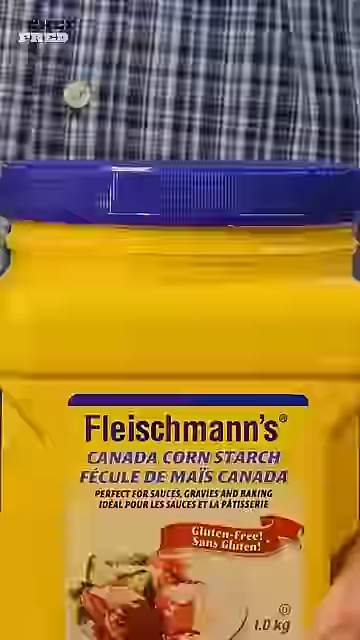 FRED
Fleischmann's®
CANADA CORN STARCH
FÉCULE DE MAÏS CANADA
PERFECT FOR SAUCES, GRAVIES AND BAKING
IDÉAL POUR LES SAUCES ET LA PÂTISSERIE
Gluten-Free!
Sans Gluten!
1.0 kg